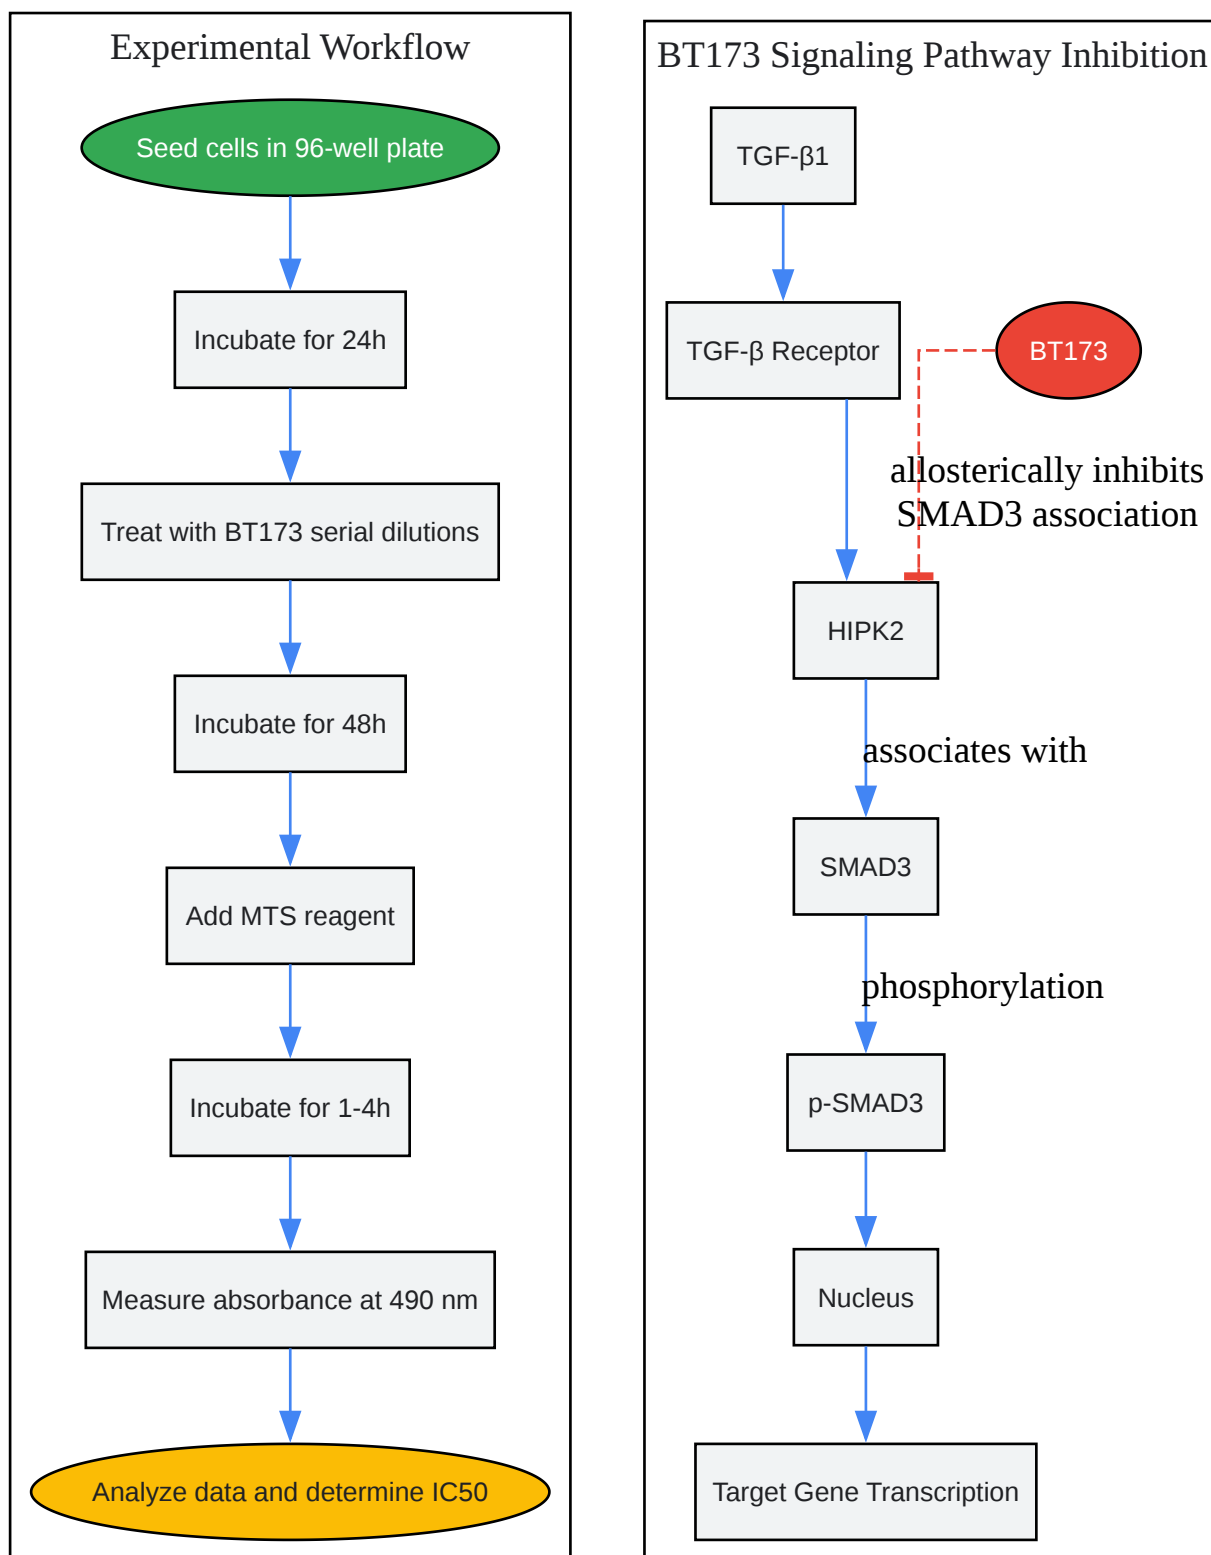 Experimental Workflow
Seed cells in 96-well plate
Incubate for 24h
Treat with BT173 serial dilutions
Incubate for 48h
Add MTS reagent
Incubate for 1-4h
Measure absorbance at 490 nm
Analyze data and determine IC50
BT173 Signaling Pathway Inhibition
TGF-β1
TGF-β Receptor
BT173
allosterically inhibits
SMAD3 association
HIPK2
associates with
SMAD3
phosphorylation
p-SMAD3
Nucleus
Target Gene Transcription